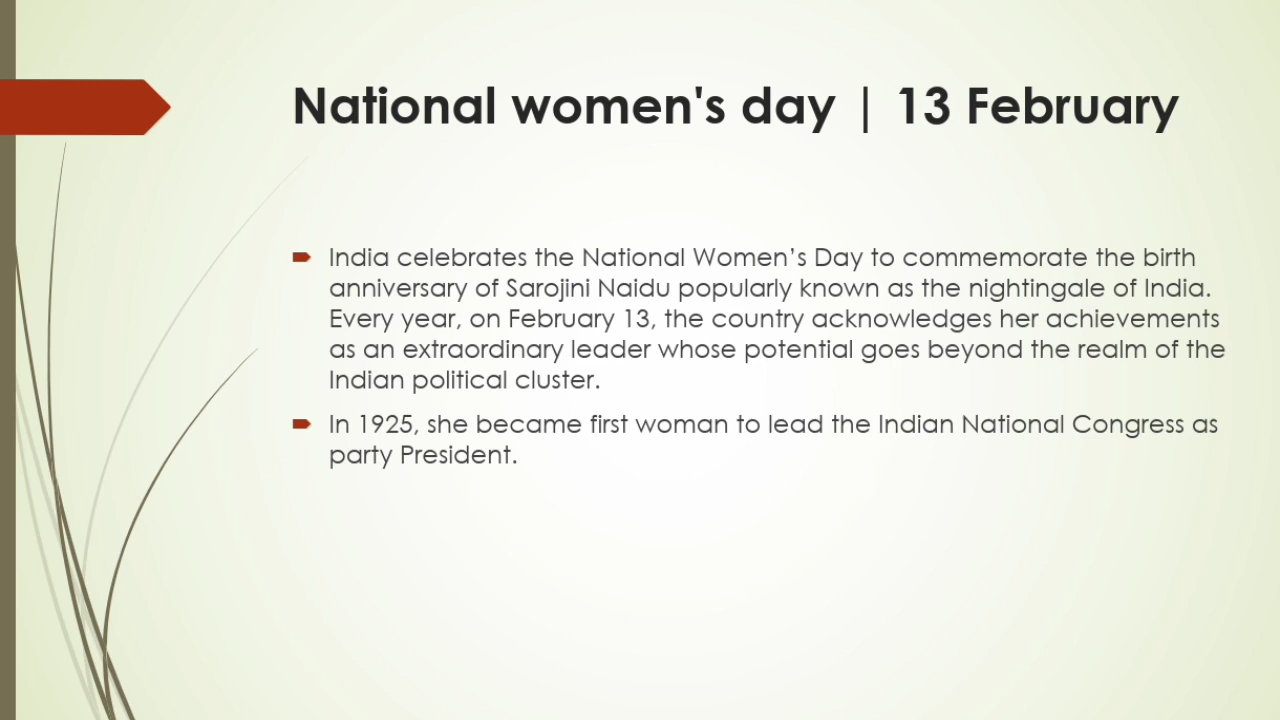 National women's day | 13 February
India celebrates the National Women’s Day to commemorate the birth
anniversary of Sarojini Naidu popularly known as the nightingale of India.
Every year, on February 13, the country acknowledges her achievements
as an extraordinary leader whose potential goes beyond the realm of the
Indian political cluster.
In 1925, she became first woman to lead the Indian National Congress as
party President.